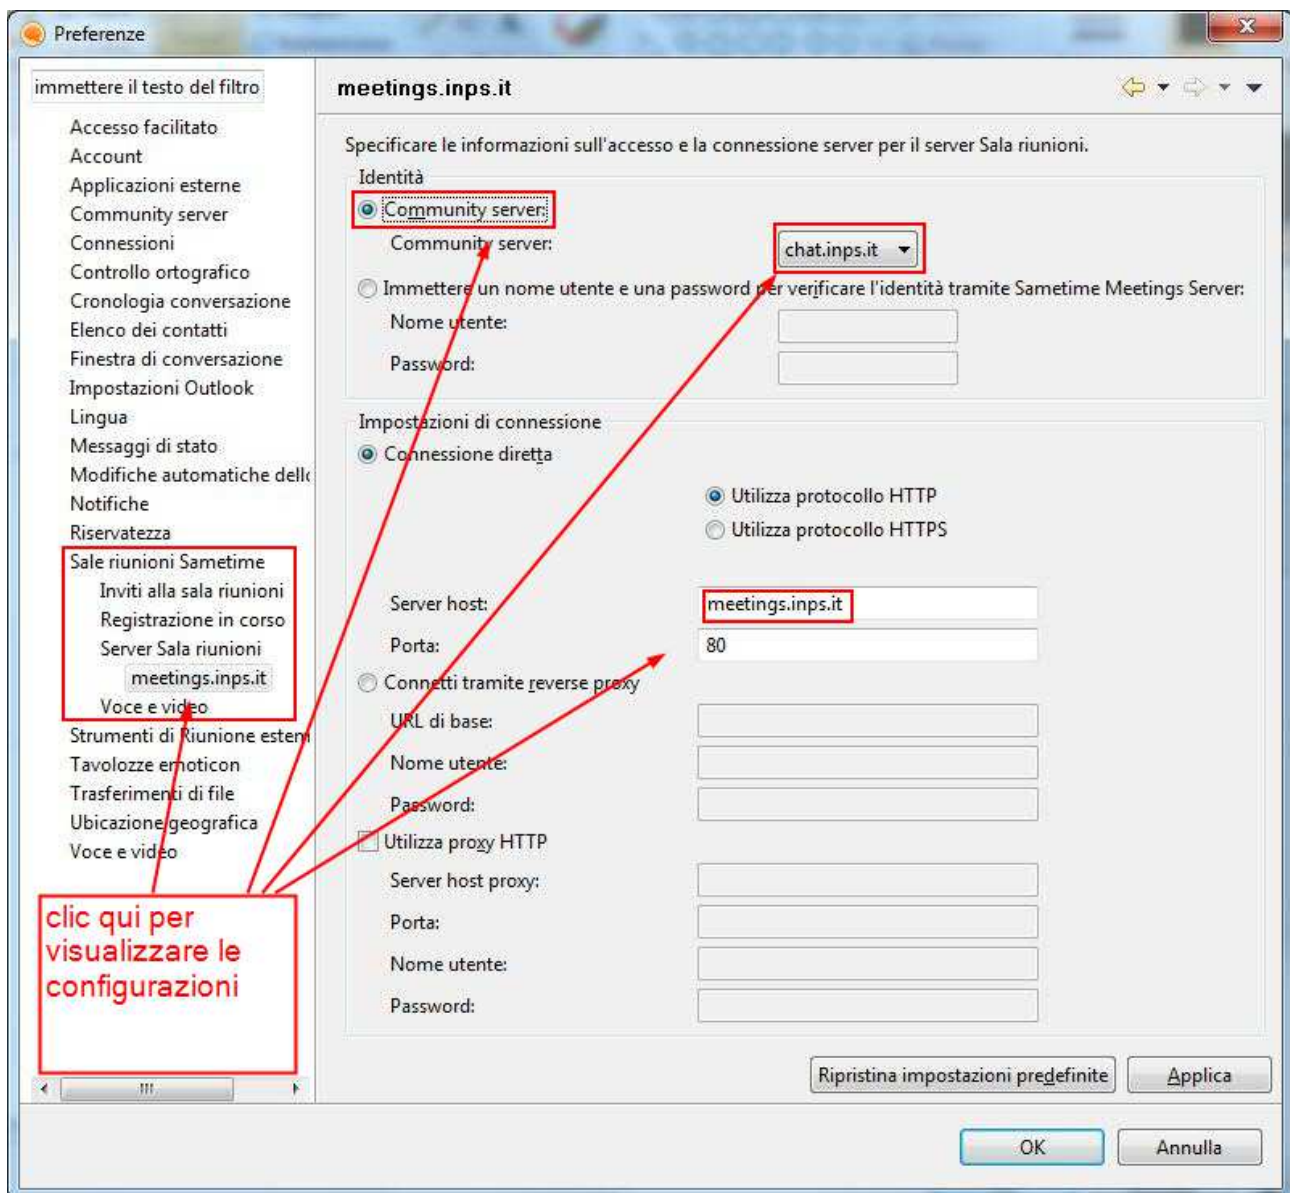 Preferenze
immettere il testo del filtro
Accesso facilitato
Account
Applicazioni esterne
Community server
Connessioni
Controllo ortografico
Cronologia conversazione
Elenco dei contatti
Finestra di conversazione
Impostazioni Outlook
Lingua
Messaggi di stato
Modifiche automatiche dello
Notifiche
Riservatezza
Sale riunioni Sametime
Inviti alla sala riunioni
Registrazione in corso
Server Sala riunioni
meetings.inps.it
Voce e video
Strumenti di Riunione estern
Tavolozze emoticon
Trasferimenti di file
Ubicazione geografica
Voce e video
clic qui per
visualizzare le
configurazioni
meetings.inps.it
Specificare le informazioni sull'accesso e la connessione server per il server Sala riunioni.
Identità
Community server:
Community server: chat.inps.it
Immettere un nome utente e una password per verificare l'identità tramite Sametime Meetings Server:
Nome utente:
Password:
Impostazioni di connessione
Connessione diretta
Utilizza protocollo HTTP
Utilizza protocollo HTTPS
Server host: meetings.inps.it
Porta: 80
Connetti tramite reverse proxy
URL di base:
Nome utente:
Password:
Utilizza proxy HTTP
Server host proxy:
Porta:
Nome utente:
Password:
Ripristina impostazioni predefinite Applica
OK Annulla